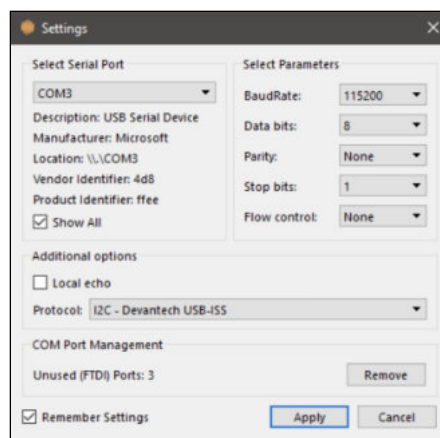 Settings
Select Serial Port
COM3
Description: USB Serial Device
Manufacturer: Microsoft
Location: \\.\COM3
Vendor Identifier: 4d8
Product Identifier: ffee
Show All
Select Parameters
BaudRate: 115200
Data bits: 8
Parity: None
Stop bits: 1
Flow control: None
Additional options
Local echo
Protocol: I2C - Devantech USB-ISS
COM Port Management
Unused (FTDI) Ports: 3 Remove
Remember Settings Apply Cancel